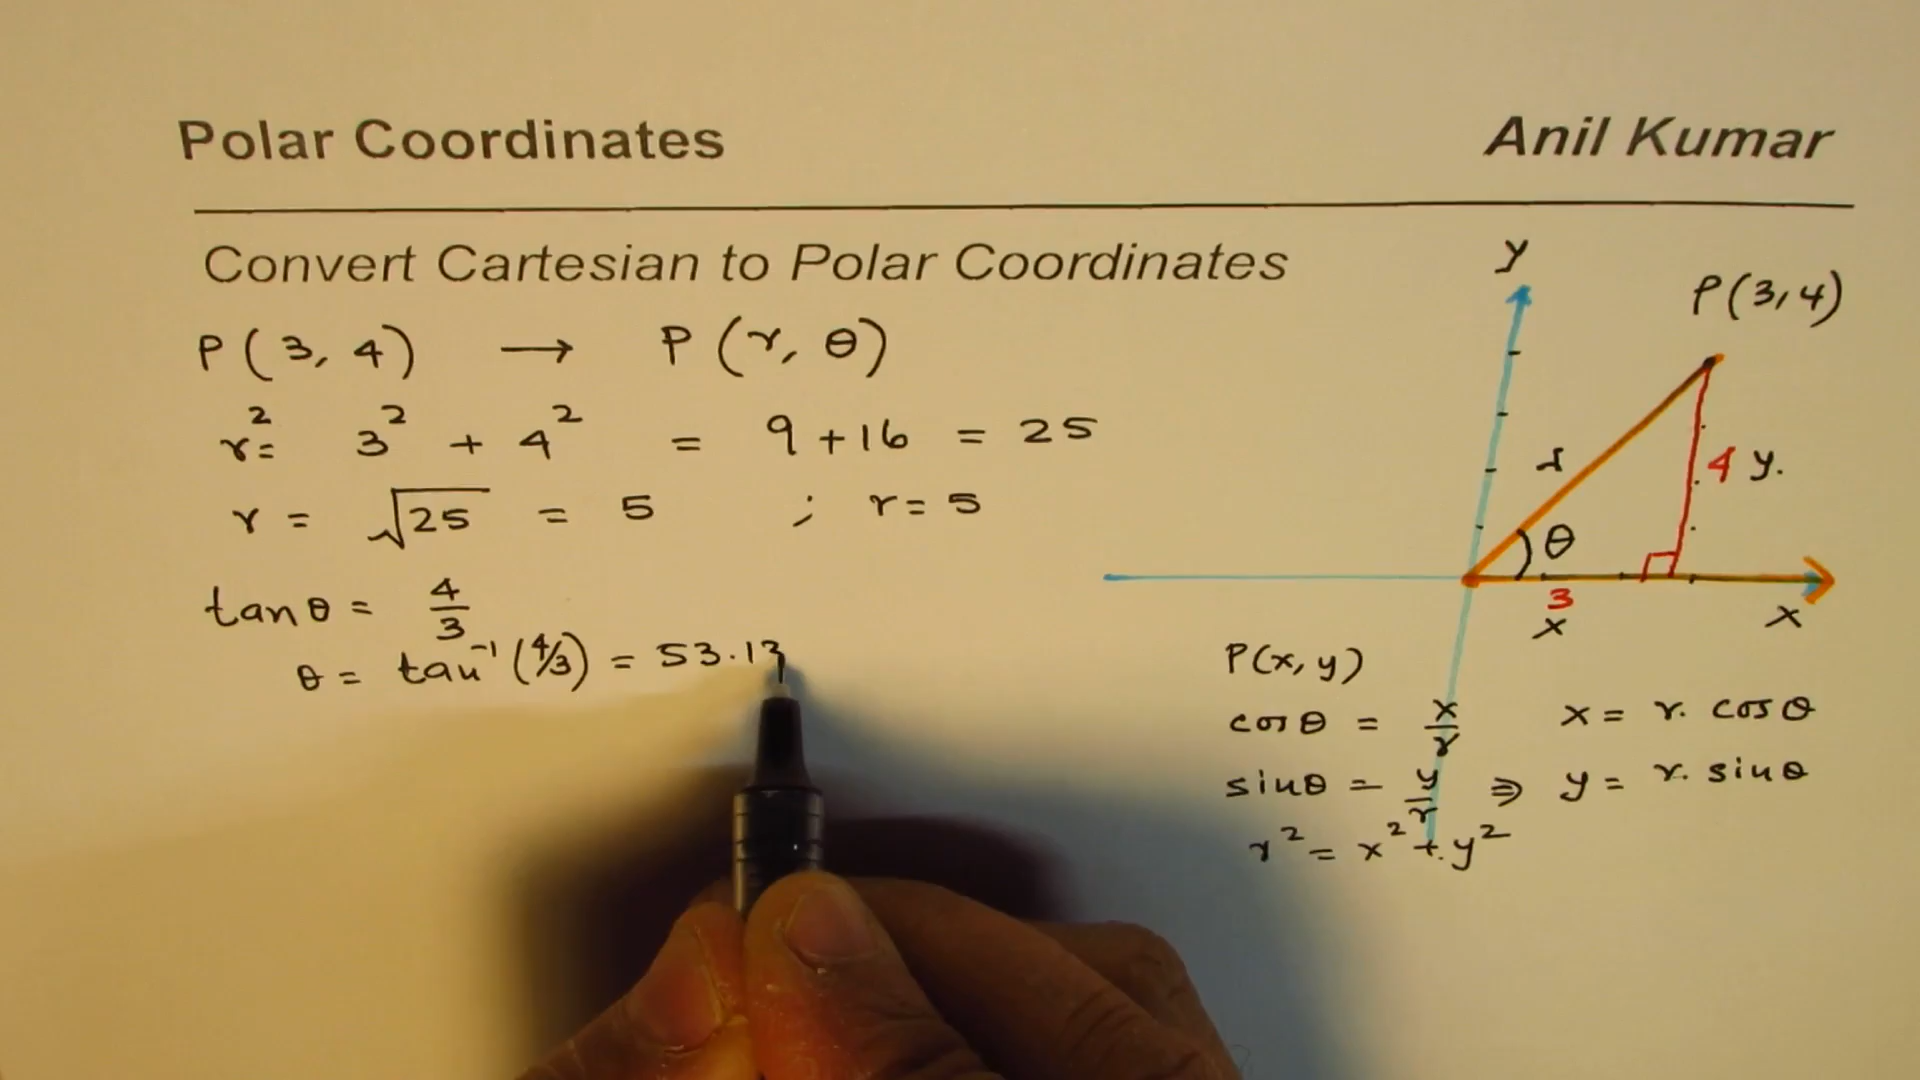 Polar Coordinates
Anil Kumar
Convert Cartesian to Polar Coordinates
P(3, 4) → P(r, θ)
r² = 3² + 4² = 9 + 16 = 25
r = √25 = 5 ; r = 5
tanθ = 4/3
θ = tan⁻¹(4/3) = 53.13
y
P(3,4)
r
4 y.
θ
3
x
x
P(x, y)
cosθ = x/r x = r. cosθ
sinθ = y/r ⇒ y = r. sinθ
r² = x² + y²